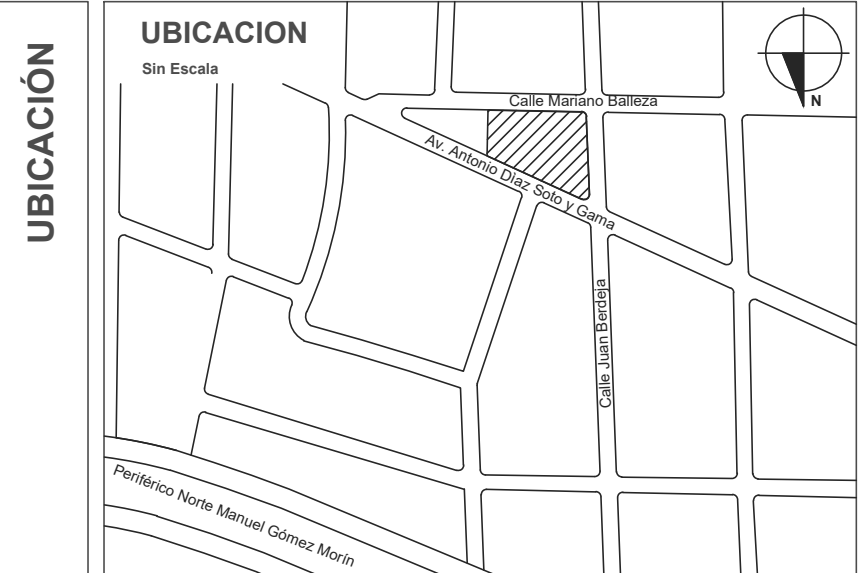 UBICACIÓN
UBICACION
Sin Escala
N
Calle Mariano Balleza
Av. Antonio Dìaz Soto y Gama
Calle Juan Berdeja
Periférico Norte Manuel Gómez Morín